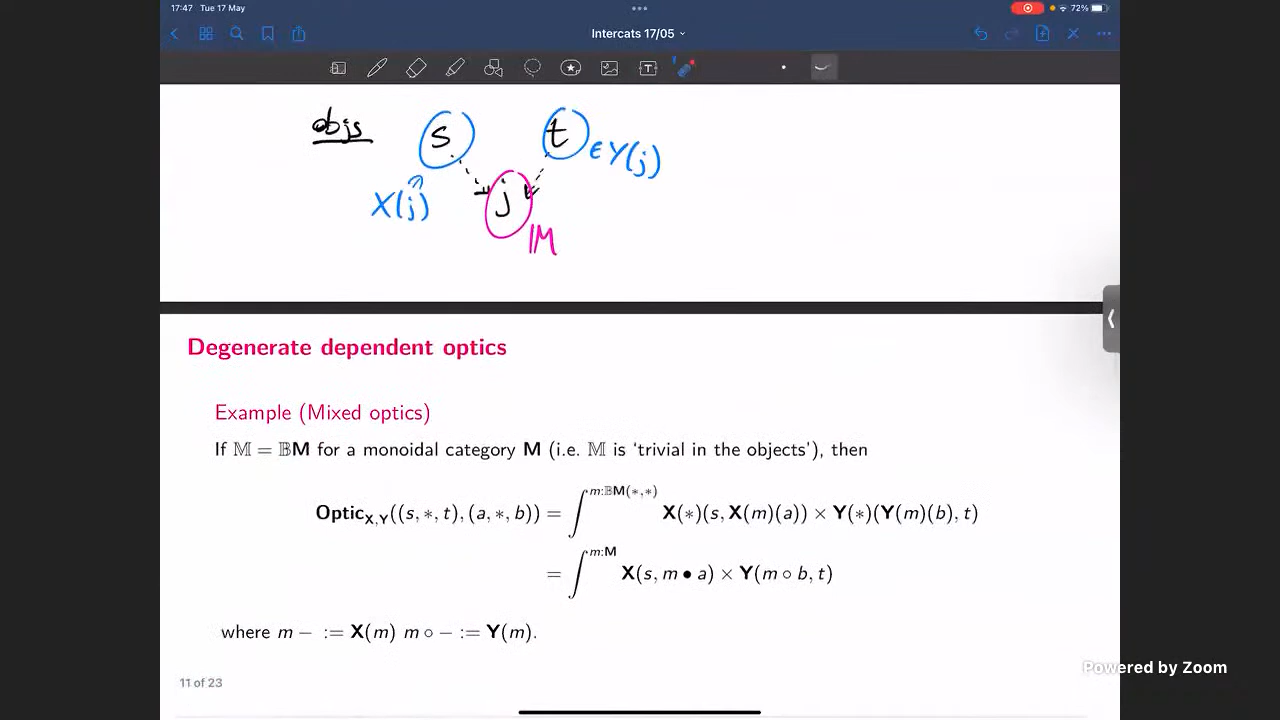 17:47 Tue 17 May
72%
Intercats 17/05
objs s t ∈ Y(j)
X(j) j
𝕄
Degenerate dependent optics
Example (Mixed optics)
If 𝕄 = 𝔹M for a monoidal category M (i.e. 𝕄 is ‘trivial in the objects’), then
Optic_{X,Y}((s, ∗, t), (a, ∗, b)) = ∫^{m:𝔹M(∗,∗)} X(∗)(s, X(m)(a)) × Y(∗)(Y(m)(b), t)
= ∫^{m:M} X(s, m • a) × Y(m ∘ b, t)
where m − := X(m) m ∘ − := Y(m).
11 of 23
Powered by Zoom